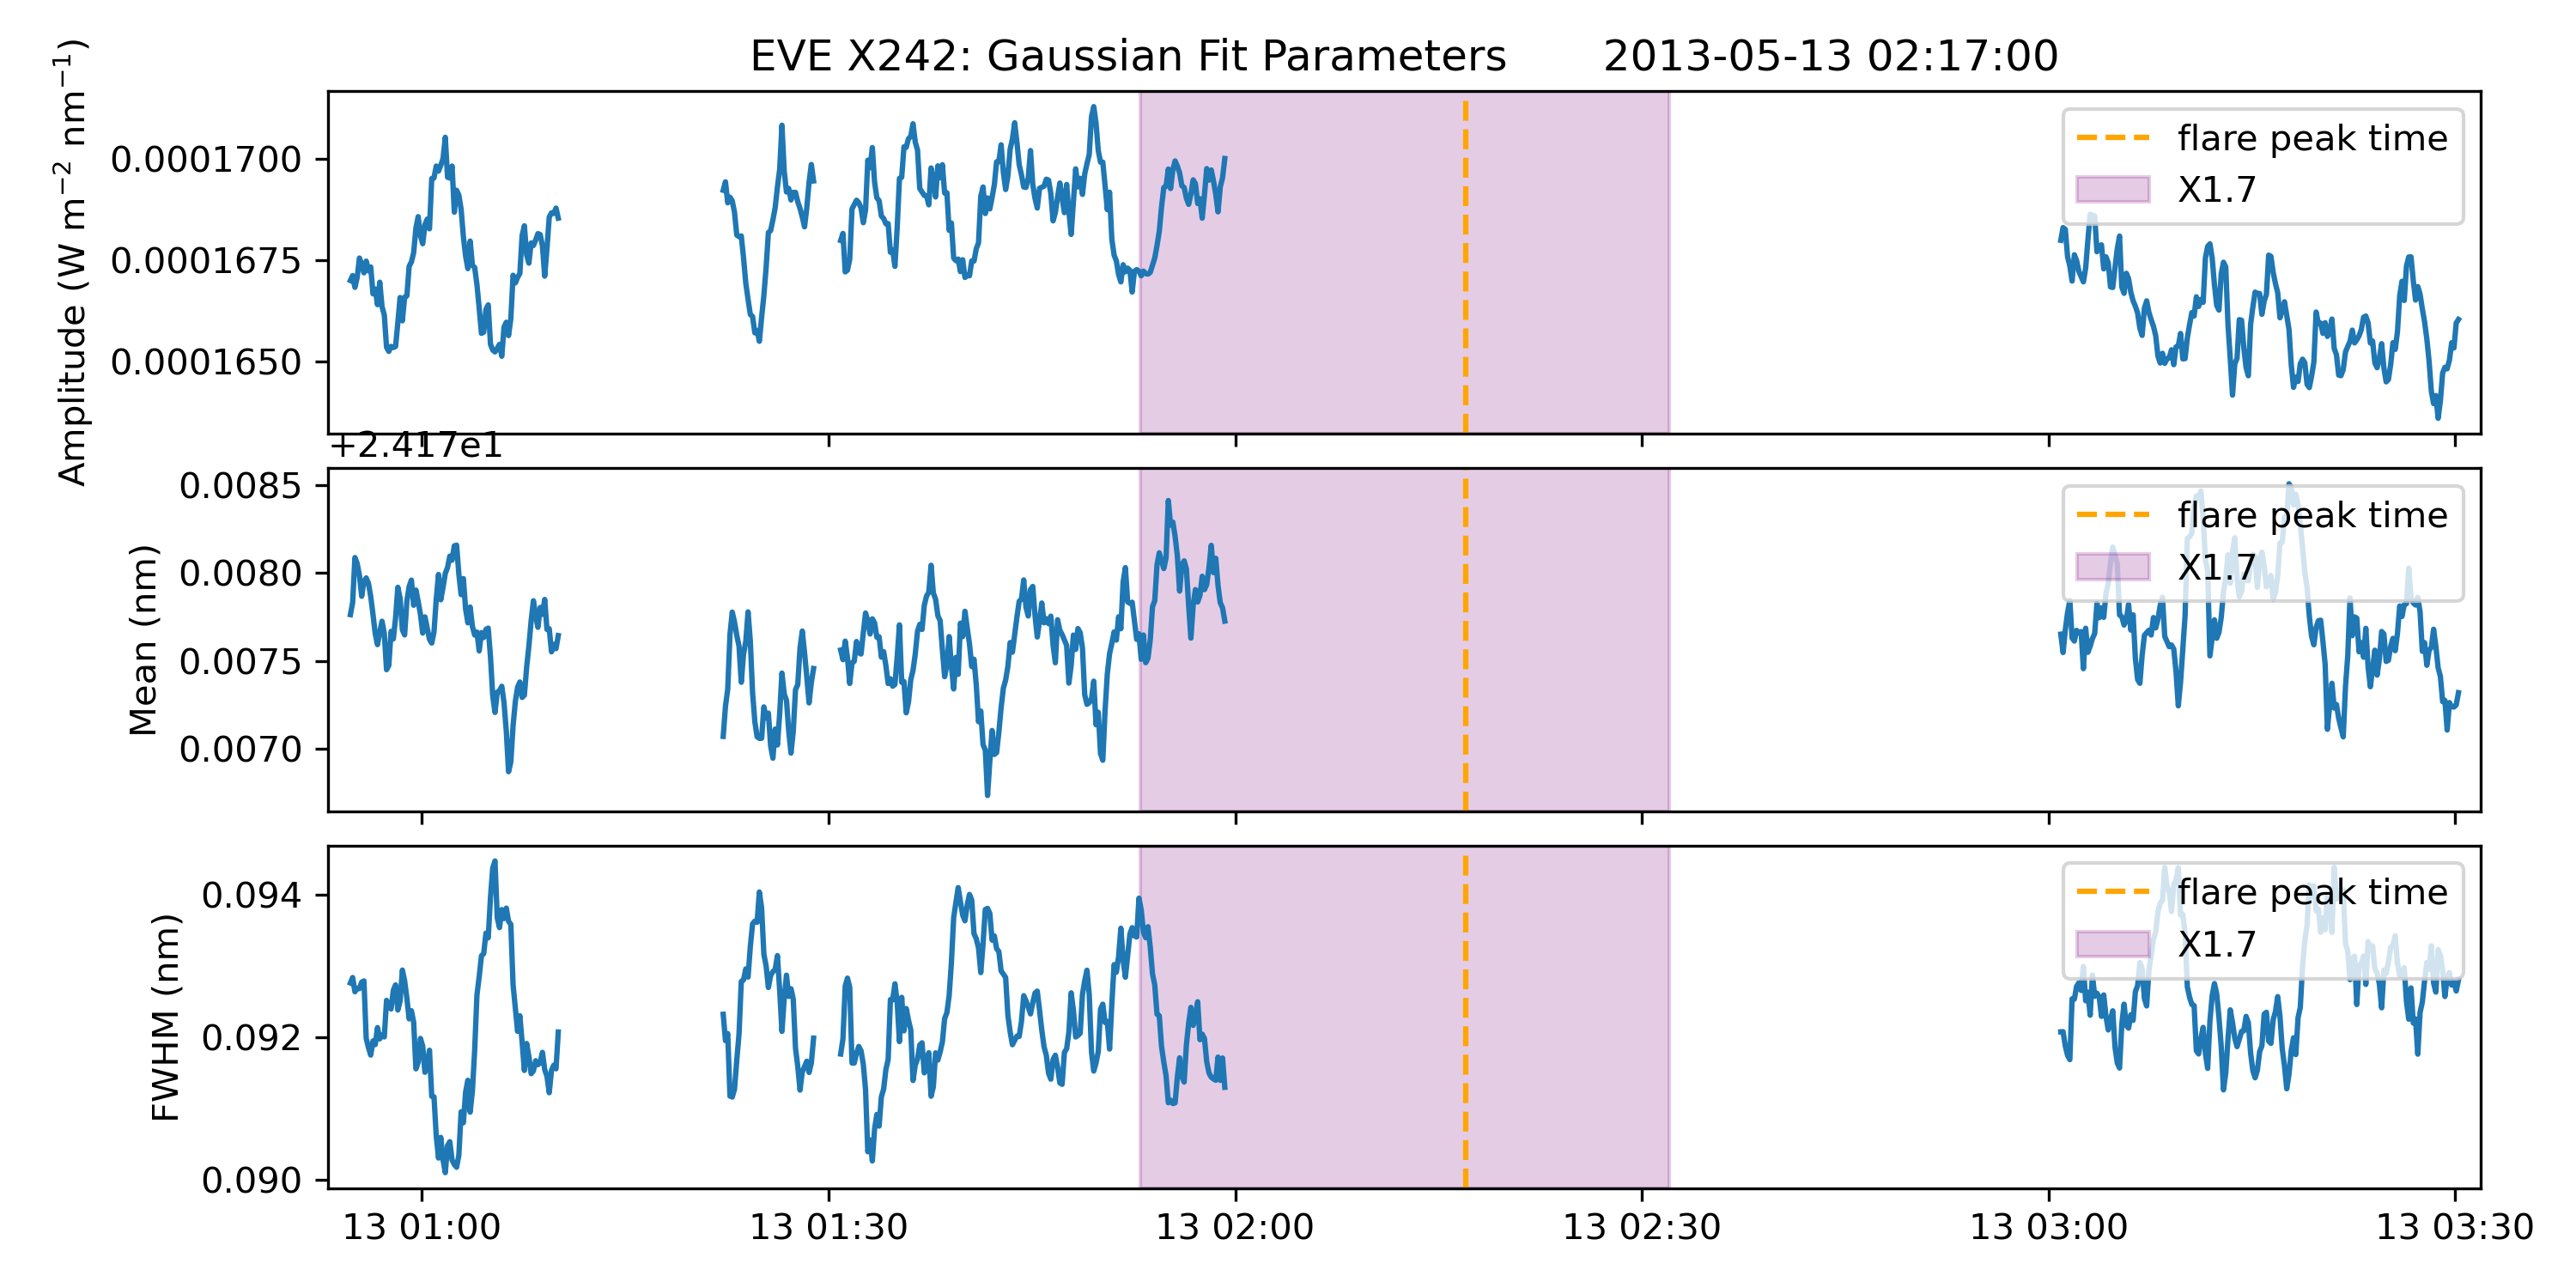 EVE X242: Gaussian Fit Parameters 2013-05-13 02:17:00
Amplitude (W m⁻² nm⁻¹)
0.0001700
0.0001675
0.0001650
flare peak time
X1.7
+2.417e1
Mean (nm)
0.0085
0.0080
0.0075
0.0070
flare peak time
X1.7
FWHM (nm)
0.094
0.092
0.090
flare peak time
X1.7
13 01:00 13 01:30 13 02:00 13 02:30 13 03:00 13 03:30